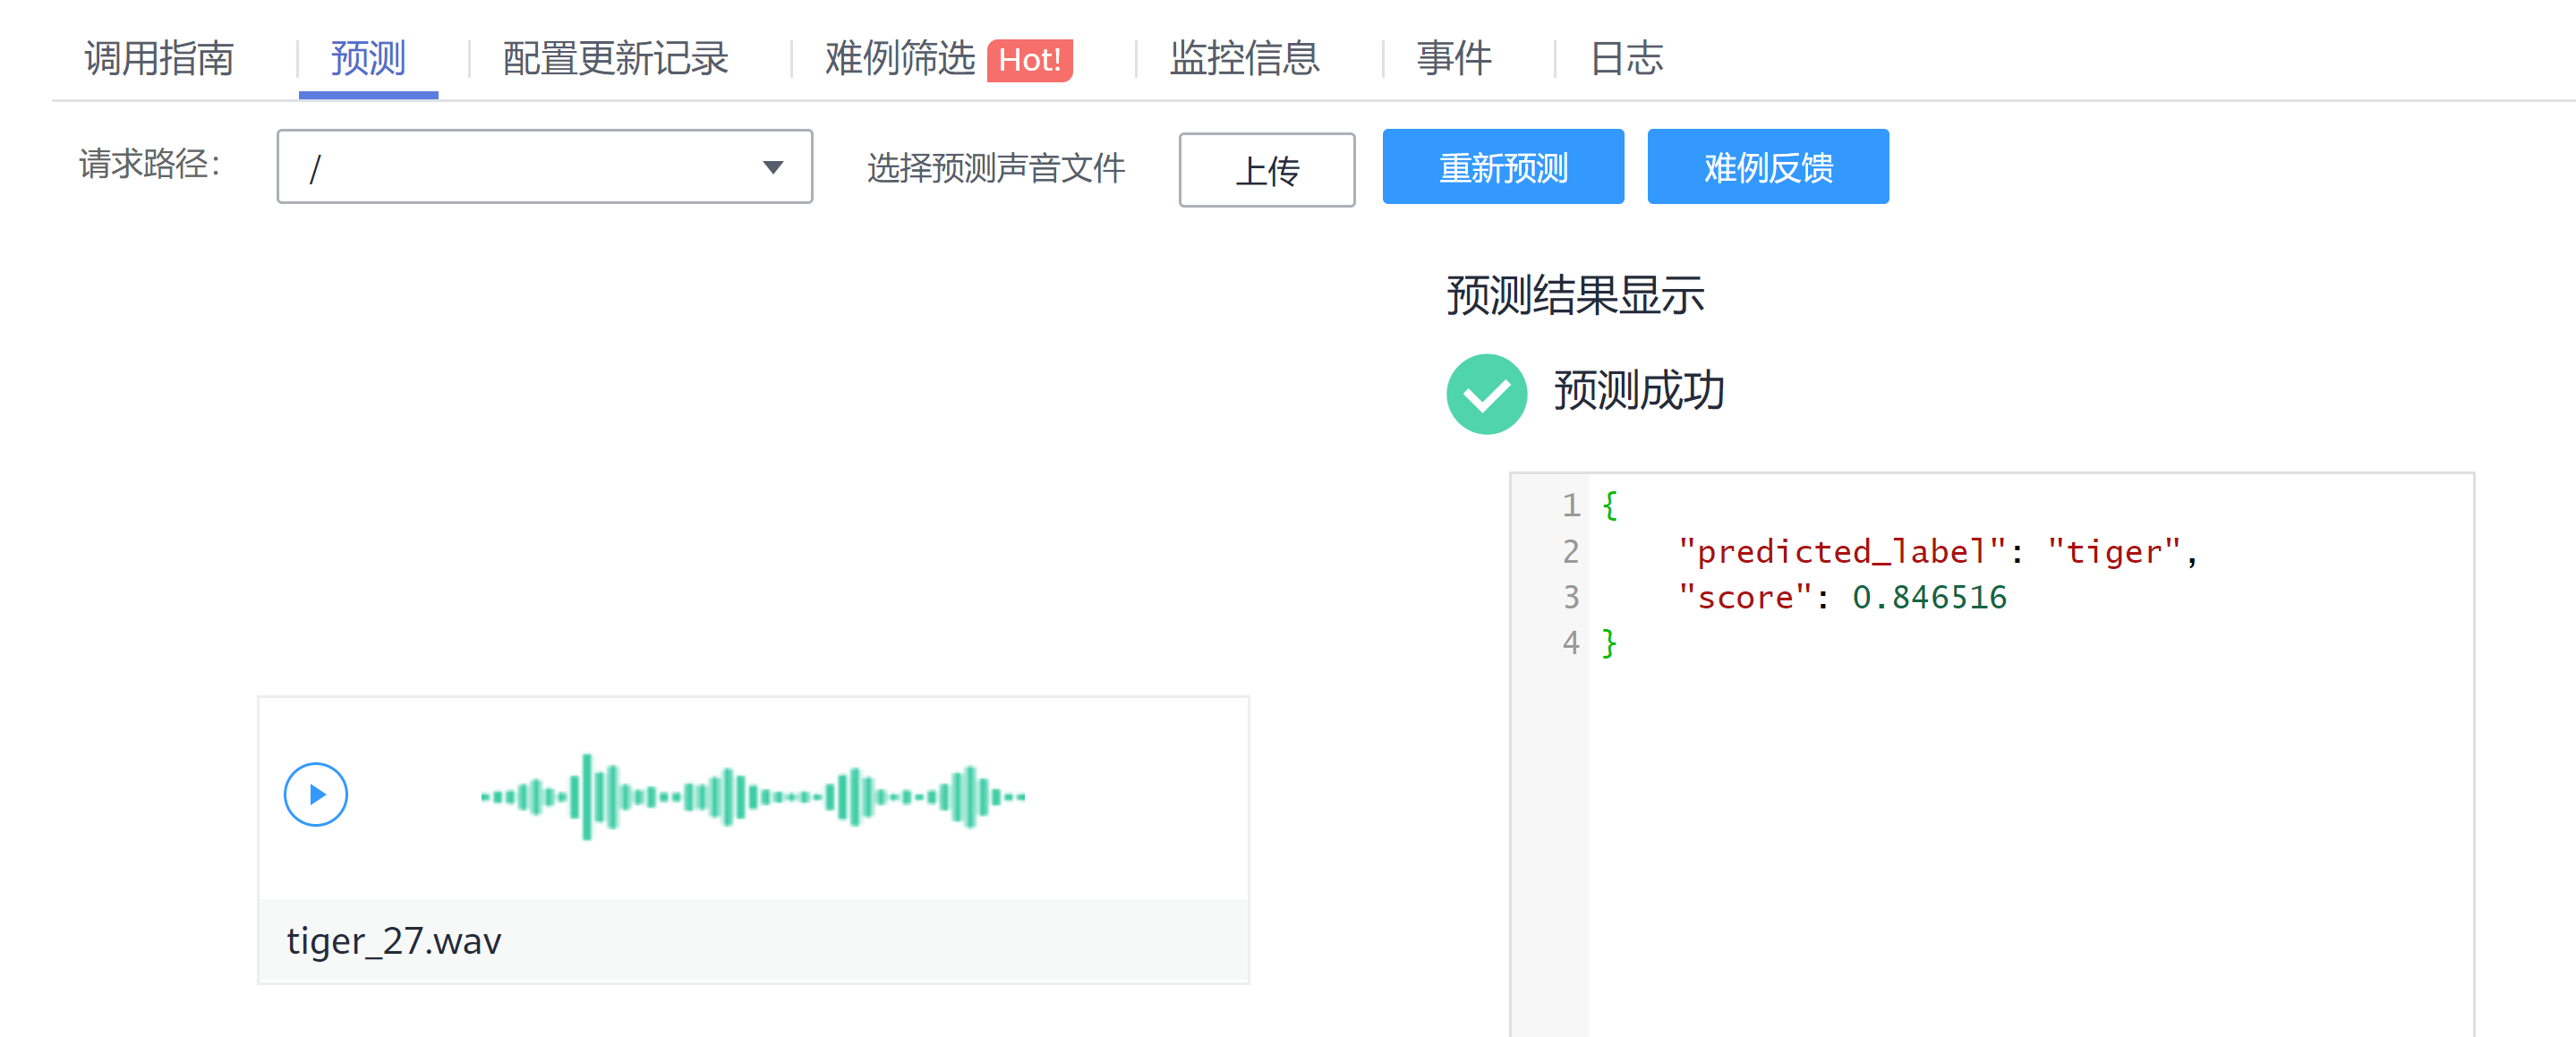 调用指南 预测 配置更新记录 难例筛选 Hot! 监控信息 事件 日志
请求路径： / 选择预测声音文件 上传 重新预测 难例反馈
预测结果显示
预测成功
1 {
2 "predicted_label": "tiger",
3 "score": 0.846516
4 }
tiger_27.wav